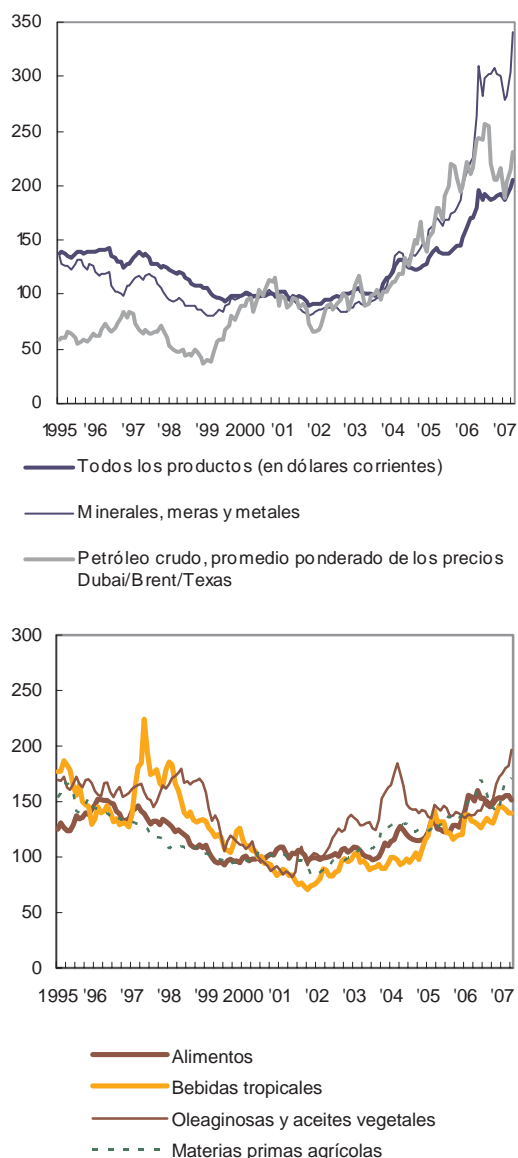 350
300
250
200
150
100
50
0
1995 '96 '97 '98 '99 2000 '01 '02 '03 '04 '05 '06 '07
Todos los productos (en dólares corrientes)
Minerales, meras y metales
Petróleo crudo, promedio ponderado de los precios
Dubai/Brent/Texas
300
250
200
150
100
50
0
1995 '96 '97 '98 '99 2000 '01 '02 '03 '04 '05 '06 '07
Alimentos
Bebidas tropicales
Oleaginosas y aceites vegetales
Materias primas agrícolas